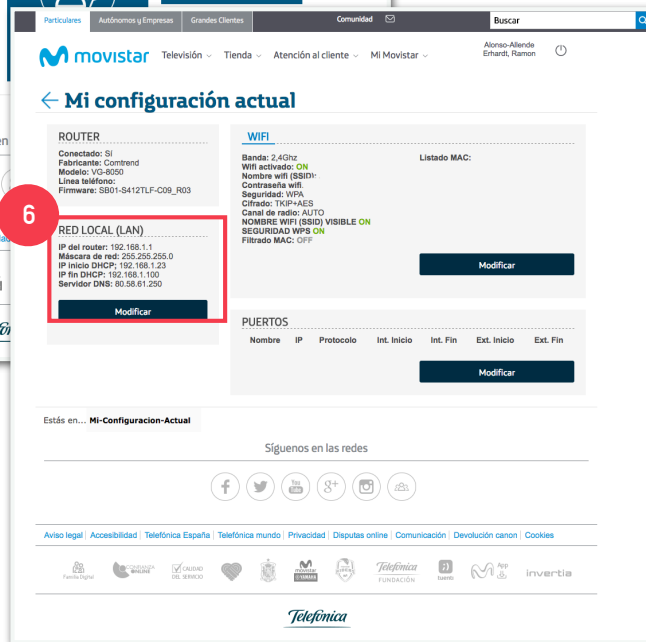 Particulares Autónomos y Empresas Grandes Clientes Comunidad Buscar
movistar Televisión Tienda Atención al cliente Mi Movistar Alonso-Allende
Erhardt, Ramon
← Mi configuración actual
ROUTER
Conectado: Sí
Fabricante: Comtrend
Modelo: VG-8050
Línea teléfono:
Firmware: SB01-S412TLF-C09_R03
6
RED LOCAL (LAN)
IP del router: 192.168.1.1
Máscara de red: 255.255.255.0
IP inicio DHCP; 192.168.1.23
IP fin DHCP: 192.168.1.100
Servidor DNS: 80.58.61.250
Modificar
WIFI
Banda: 2,4Ghz
Wifi activado: ON
Nombre wifi (SSID):
Contraseña wifi.
Seguridad: WPA
Cifrado: TKIP+AES
Canal de radio: AUTO
NOMBRE WIFI (SSID) VISIBLE ON
SEGURIDAD WPS ON
Filtrado MAC: OFF
Listado MAC:
Modificar
PUERTOS
Nombre IP Protocolo Int. Inicio Int. Fin Ext. Inicio Ext. Fin
Modificar
Estás en... Mi-Configuracion-Actual
Síguenos en las redes
f You Tube g+
Aviso legal | Accesibilidad | Telefónica España | Telefónica mundo | Privacidad | Disputas online | Comunicación | Devolución canon | Cookies
Familia Digital CONFIANZA ONLINE CALIDAD DEL SERVICIO movistar YAMAHA Telefónica FUNDACIÓN tuenti App invertia
Telefónica